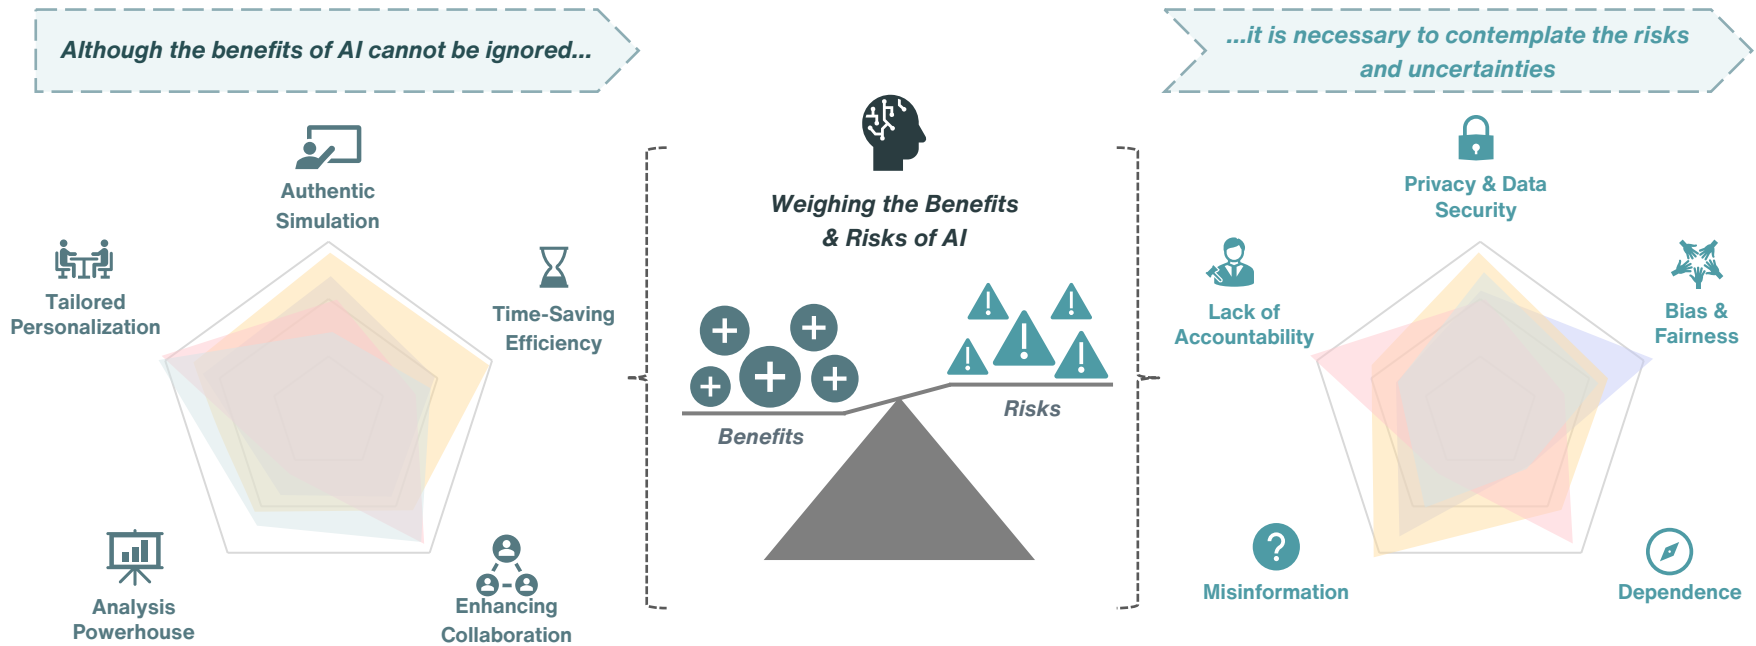 Although the benefits of AI cannot be ignored...
...it is necessary to contemplate the risks
and uncertainties
Authentic
Simulation
Tailored
Personalization
Time-Saving
Efficiency
Analysis
Powerhouse
Enhancing
Collaboration
Weighing the Benefits
& Risks of AI
Benefits
Risks
Privacy & Data
Security
Lack of
Accountability
Bias &
Fairness
Misinformation
Dependence